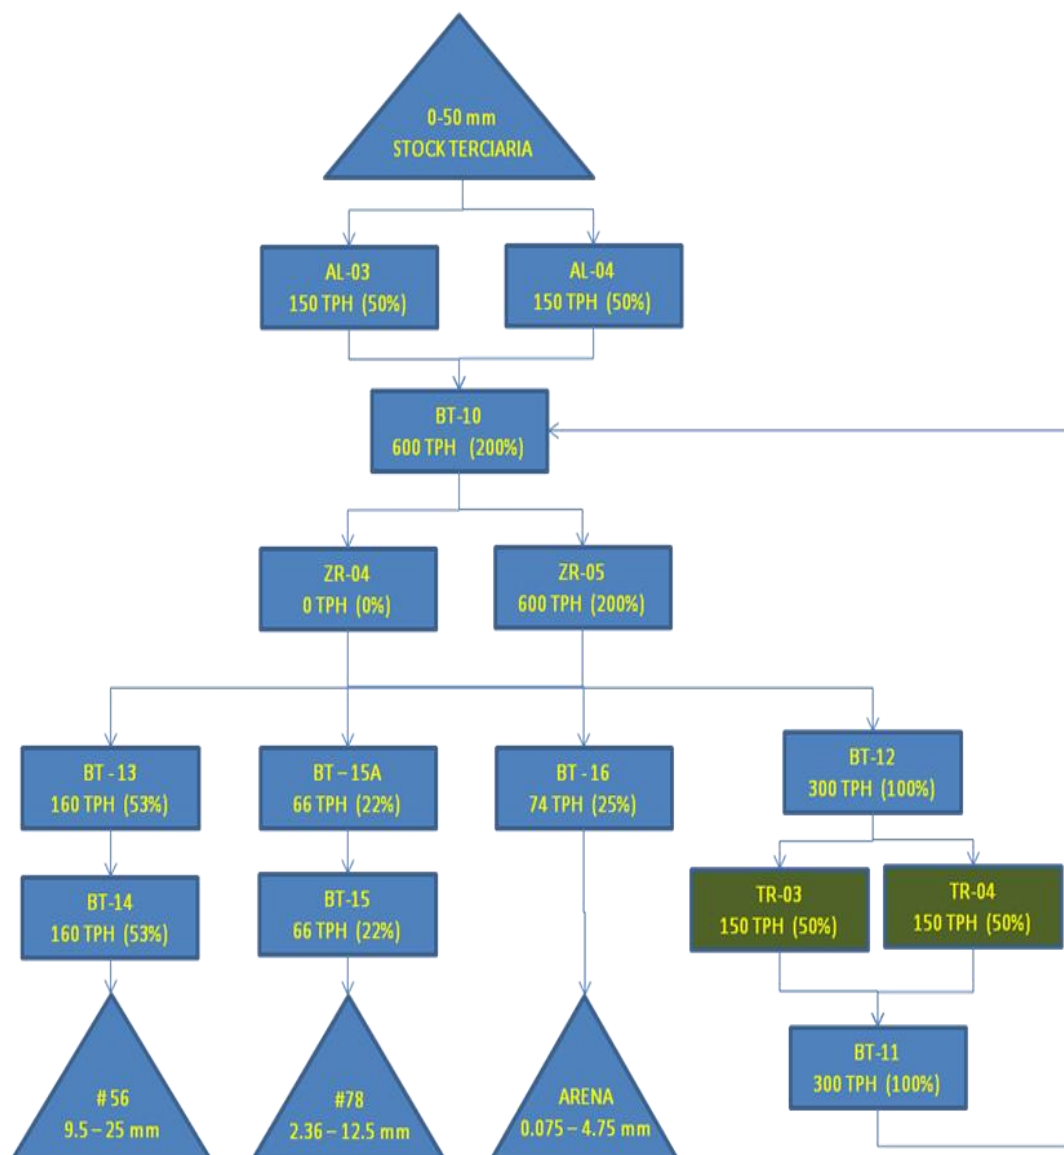 0-50 mm
STOCK TERCIARIA
AL-03
150 TPH (50%)
AL-04
150 TPH (50%)
BT-10
600 TPH (200%)
ZR-04
0 TPH (0%)
ZR-05
600 TPH (200%)
BT - 13
160 TPH (53%)
BT – 15A
66 TPH (22%)
BT - 16
74 TPH (25%)
BT-12
300 TPH (100%)
BT-14
160 TPH (53%)
BT-15
66 TPH (22%)
TR-03
150 TPH (50%)
TR-04
150 TPH (50%)
BT-11
300 TPH (100%)
# 56
9.5 – 25 mm
#78
2.36 – 12.5 mm
ARENA
0.075 – 4.75 mm